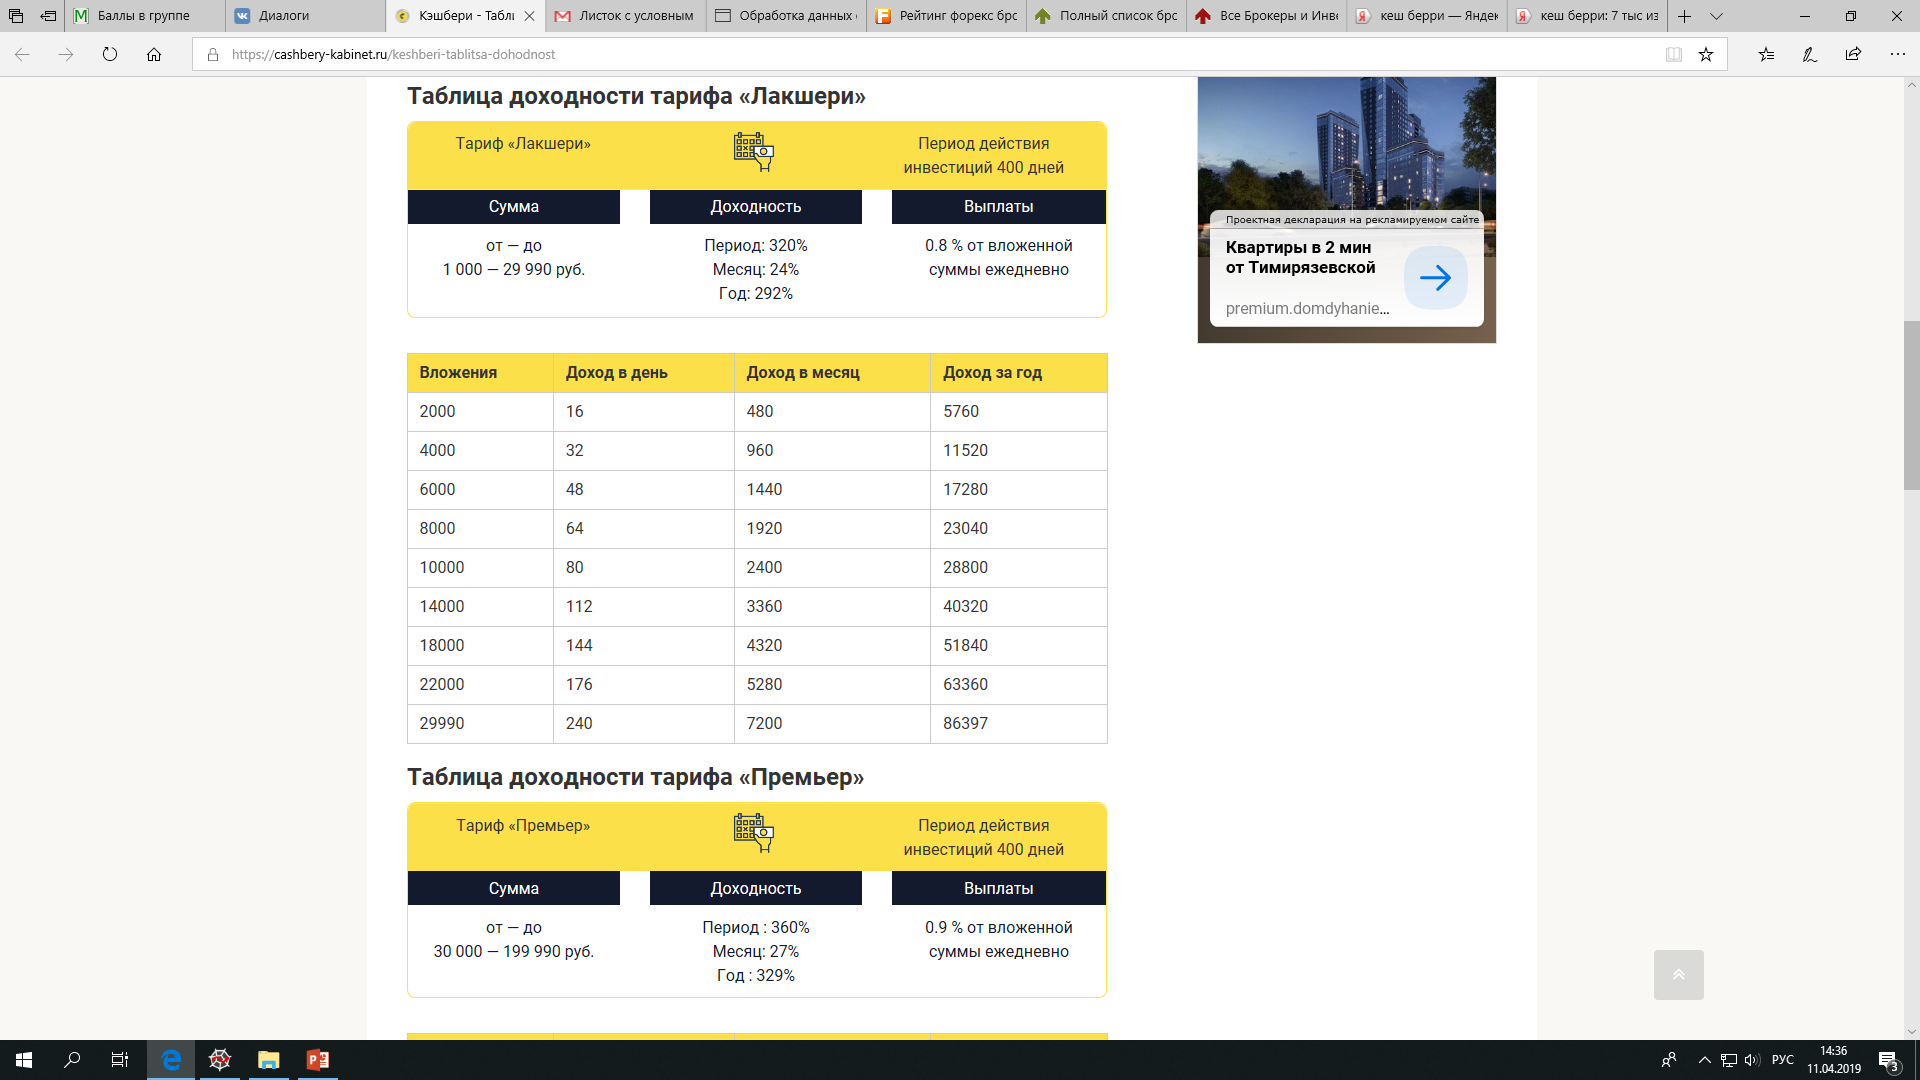 Баллы в группе
Диалоги
Кэшбери - Табли
Листок с условным
Обработка данных
Рейтинг форекс брс
Полный список брс
Все Брокеры и Инве
кеш берри — Яндек
кеш берри: 7 тыс из
https://cashbery-kabinet.ru/keshberi-tablitsa-dohodnost
Таблица доходности тарифа «Лакшери»
Тариф «Лакшери»
Период действия
инвестиций 400 дней
Сумма Доходность Выплаты
от — до Период: 320% 0.8 % от вложенной
1 000 — 29 990 руб. Месяц: 24% суммы ежедневно
Год: 292%
Вложения Доход в день Доход в месяц Доход за год
2000 16 480 5760
4000 32 960 11520
6000 48 1440 17280
8000 64 1920 23040
10000 80 2400 28800
14000 112 3360 40320
18000 144 4320 51840
22000 176 5280 63360
29990 240 7200 86397
Таблица доходности тарифа «Премьер»
Тариф «Премьер»
Период действия
инвестиций 400 дней
Сумма Доходность Выплаты
от — до Период : 360% 0.9 % от вложенной
30 000 — 199 990 руб. Месяц: 27% суммы ежедневно
Год : 329%
Проектная декларация на рекламируемом сайте
Квартиры в 2 мин
от Тимирязевской
premium.domdyhanie...
РУС
14:36
11.04.2019
3